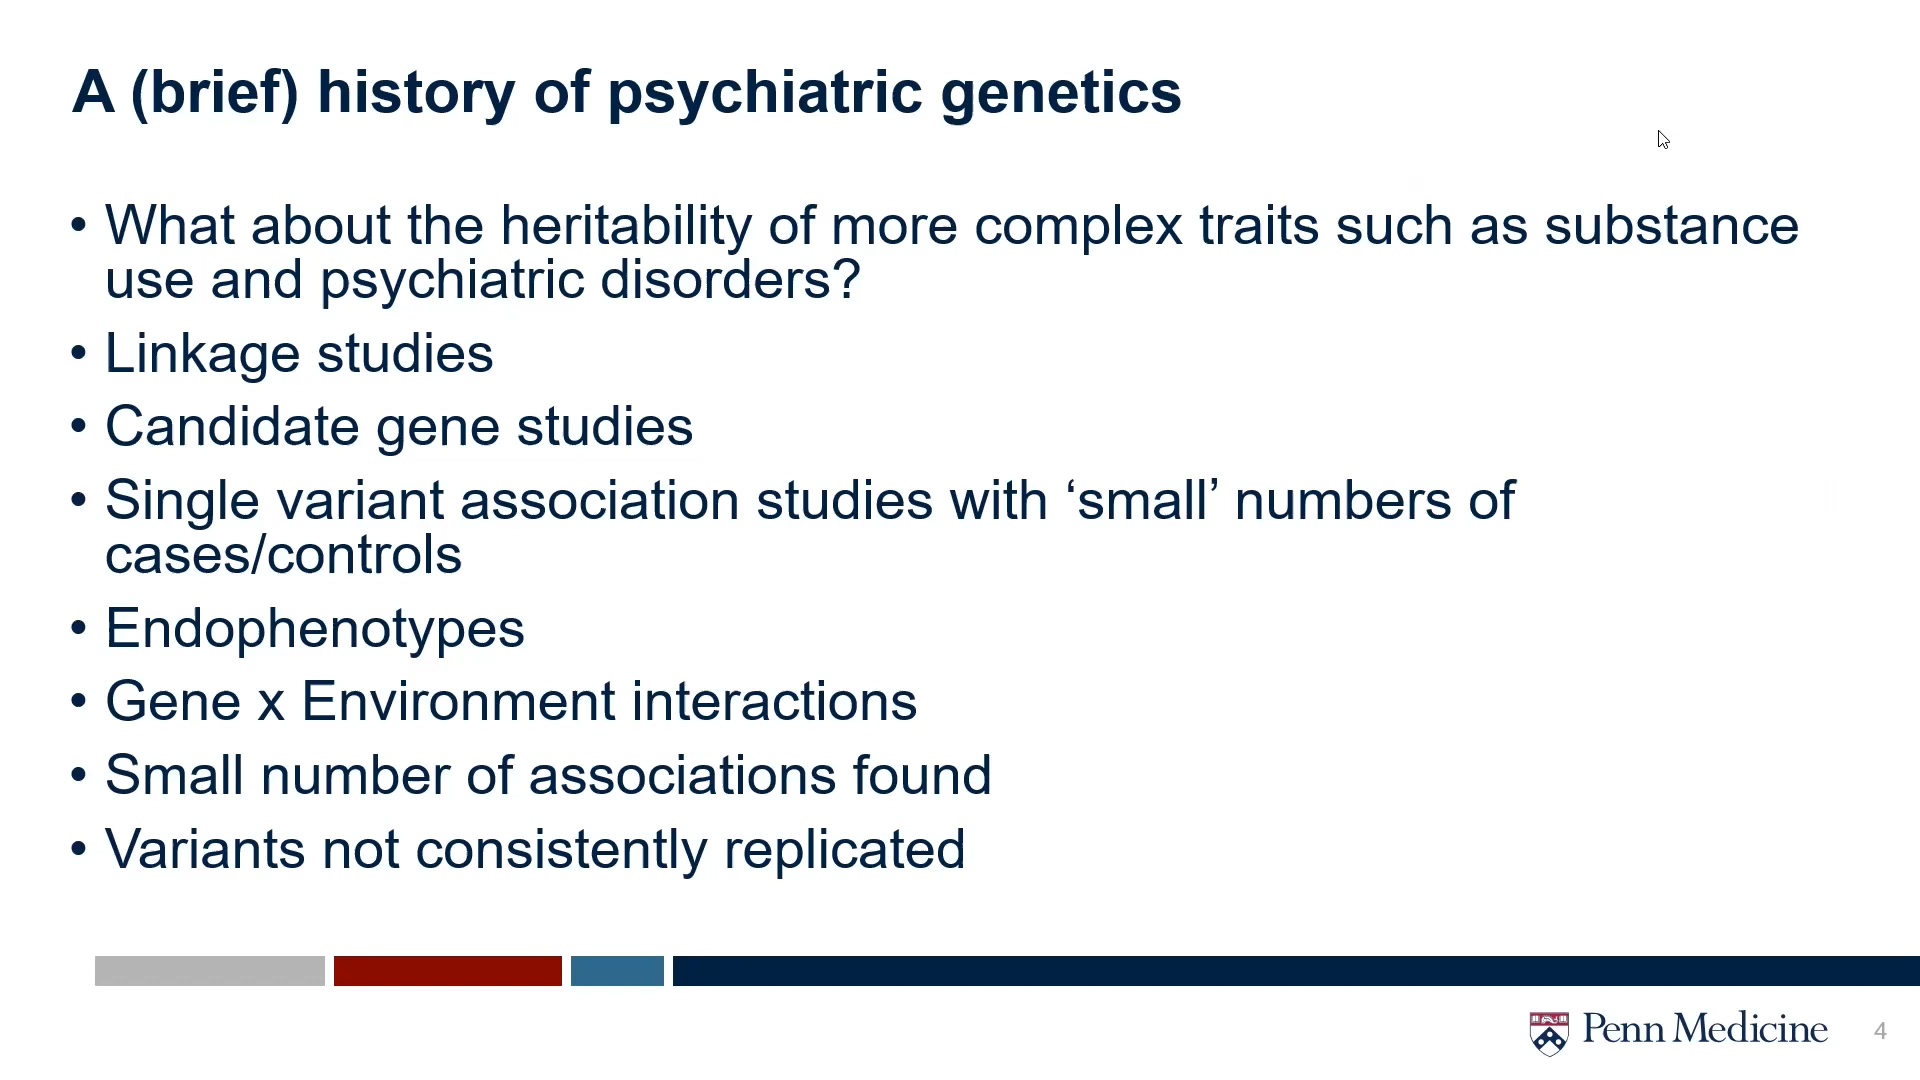 A (brief) history of psychiatric genetics
• What about the heritability of more complex traits such as substance
use and psychiatric disorders?
• Linkage studies
• Candidate gene studies
• Single variant association studies with ‘small’ numbers of
cases/controls
• Endophenotypes
• Gene x Environment interactions
• Small number of associations found
• Variants not consistently replicated
Penn Medicine
4